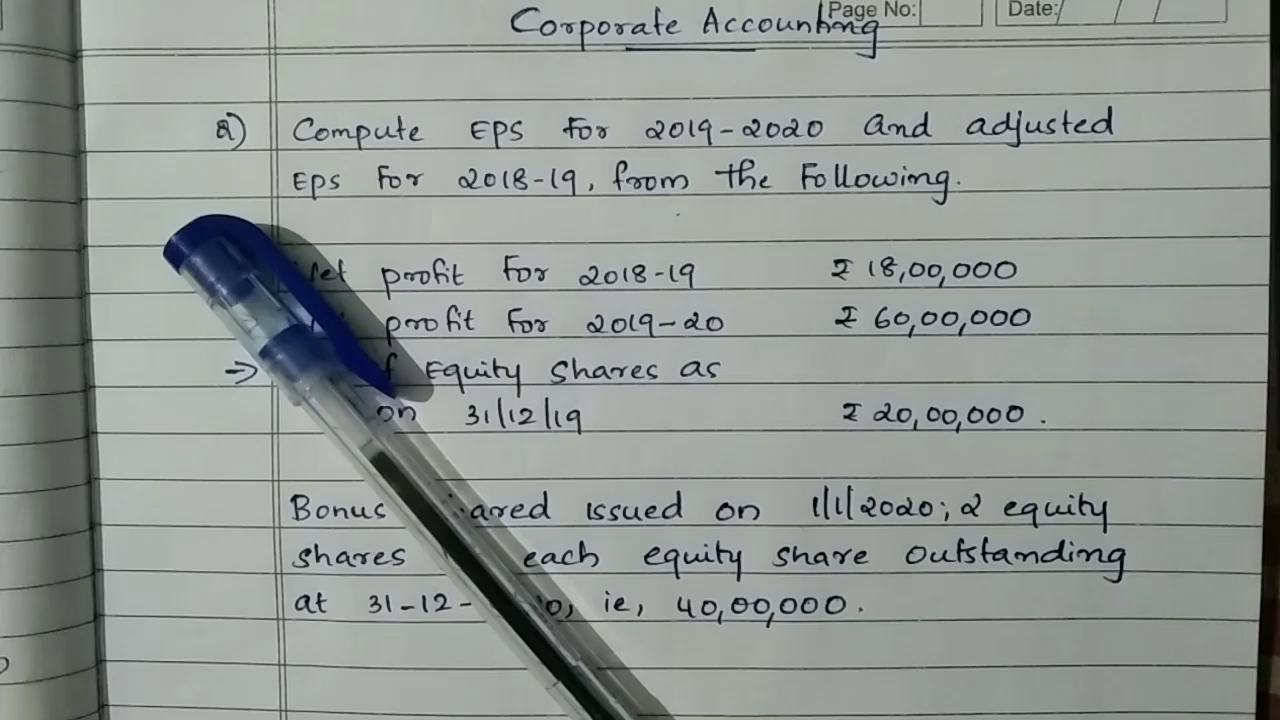 Corporate Accounting
Page No:
Date:
Q) Compute EPS for 2019-2020 and adjusted
EPS for 2018-19, from the Following.
profit for 2018-19 ₹ 18,00,000
profit for 2019-20 ₹ 60,00,000
→ Equity shares as
on 31/12/19 ₹ 20,00,000.
Bonus issued on 1/1/2020; 2 equity
shares each equity share outstanding
at 31-12- ie, 40,00,000.